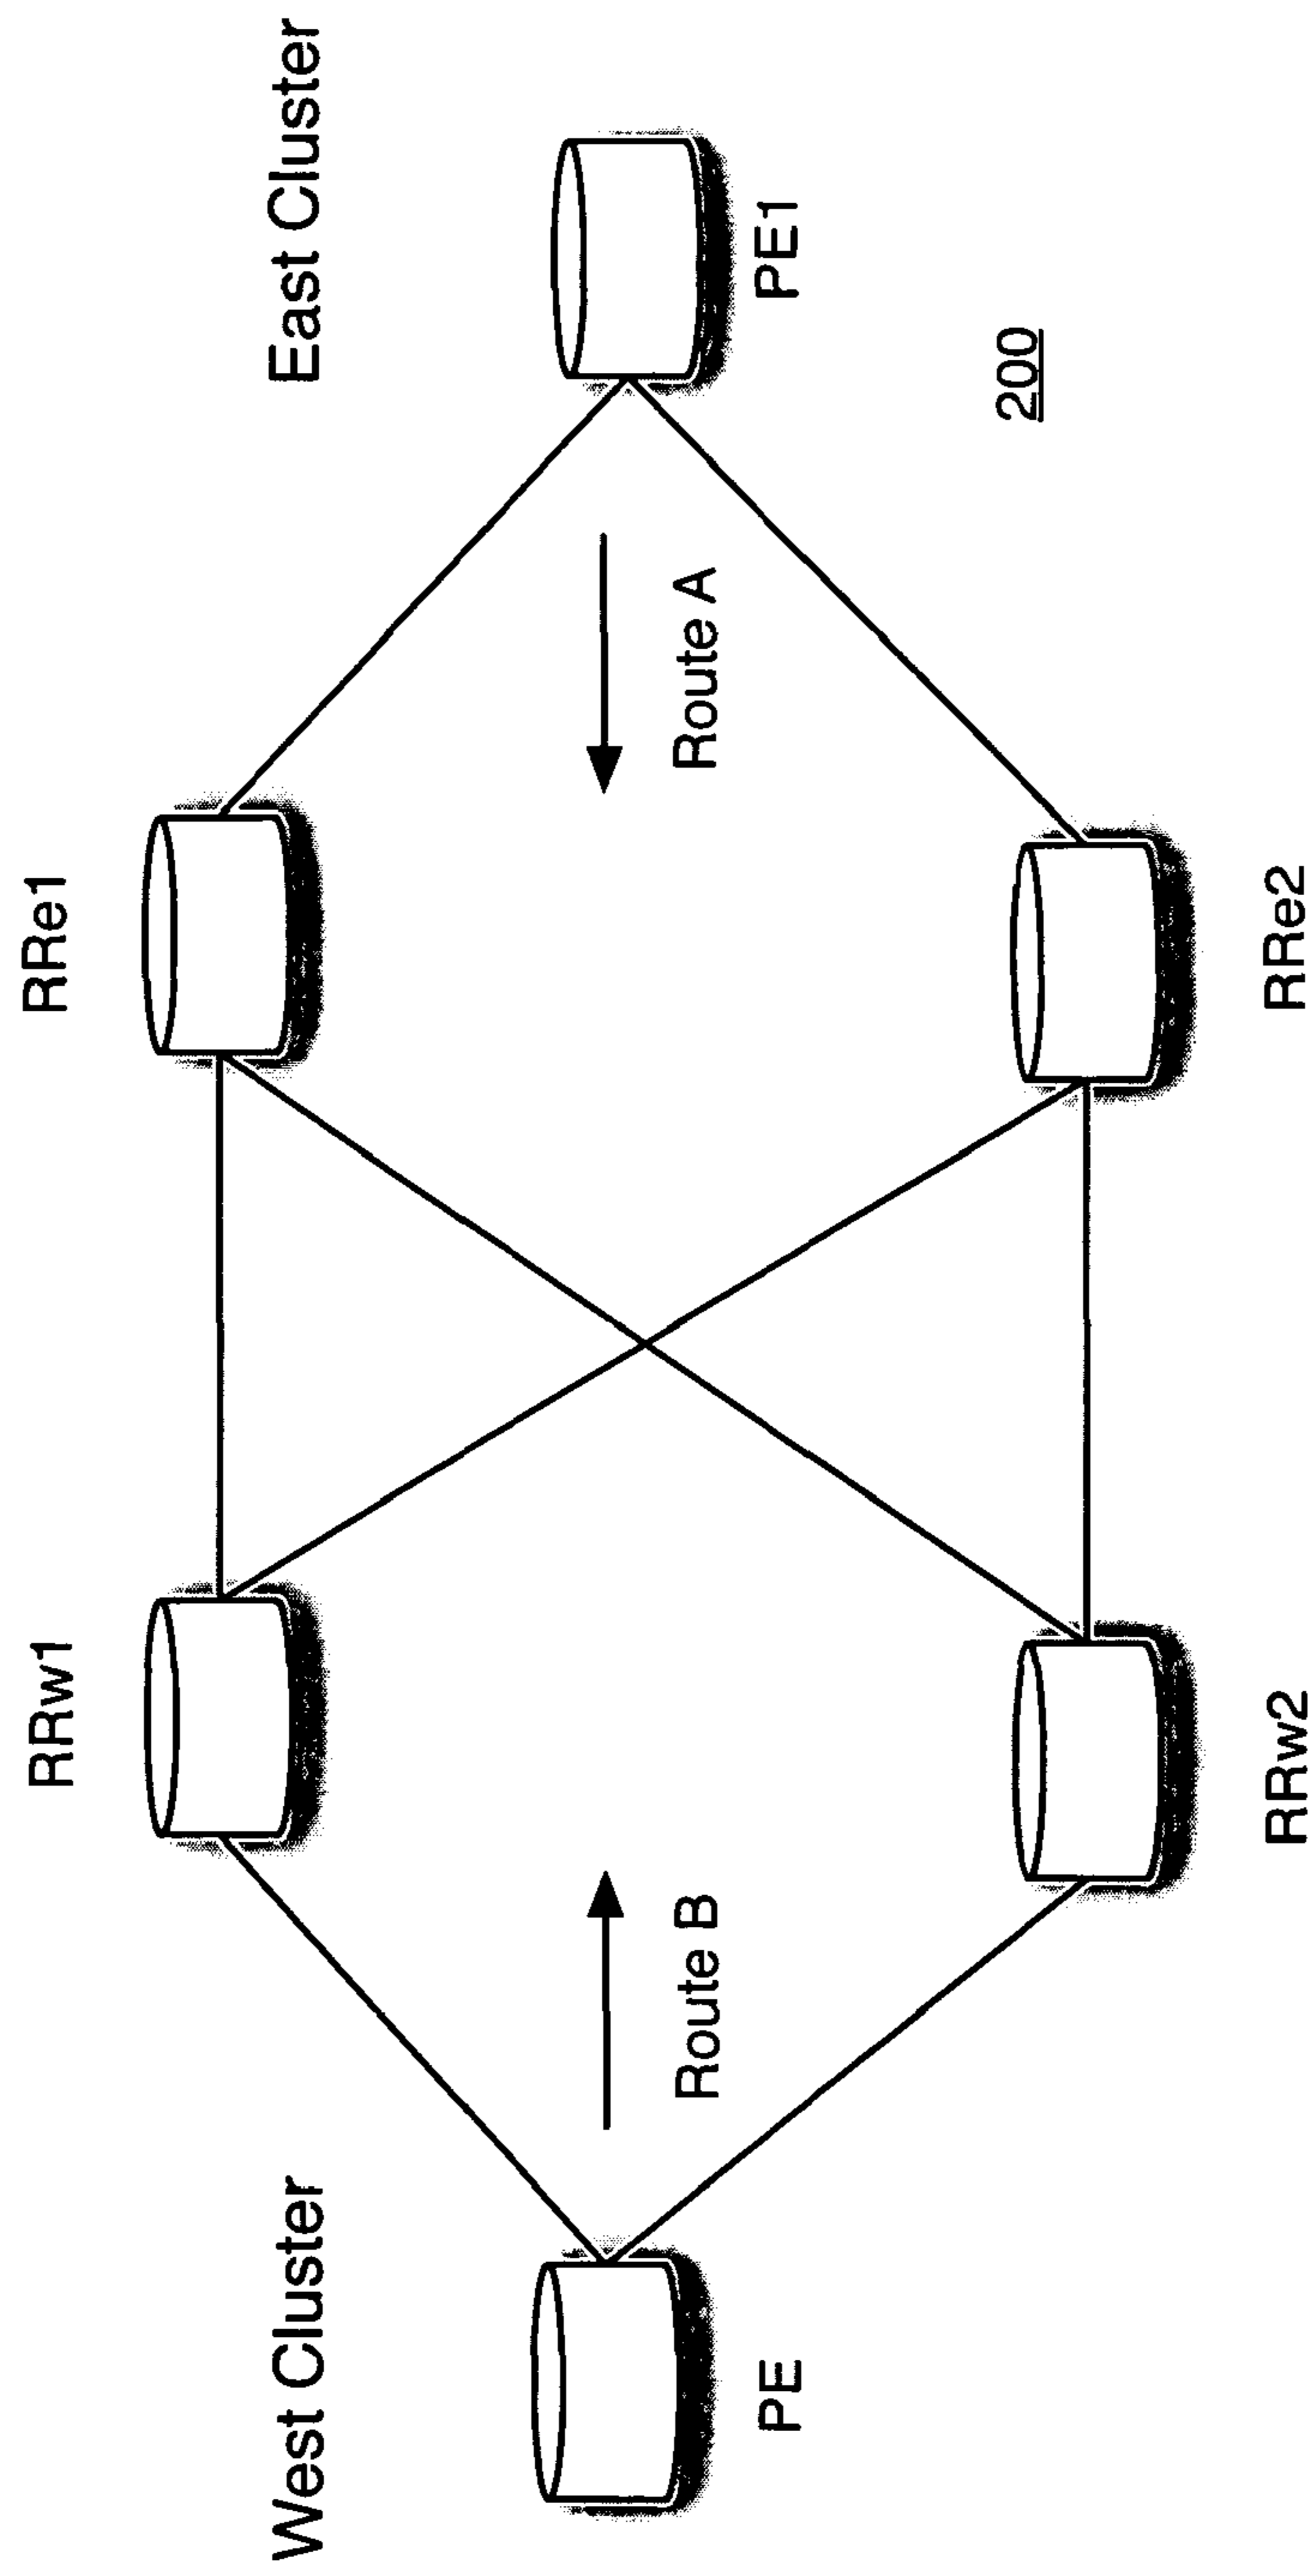 West Cluster
East Cluster
RRw1
RRe1
PE
Route B
Route A
PE1
200
RRw2
RRe2